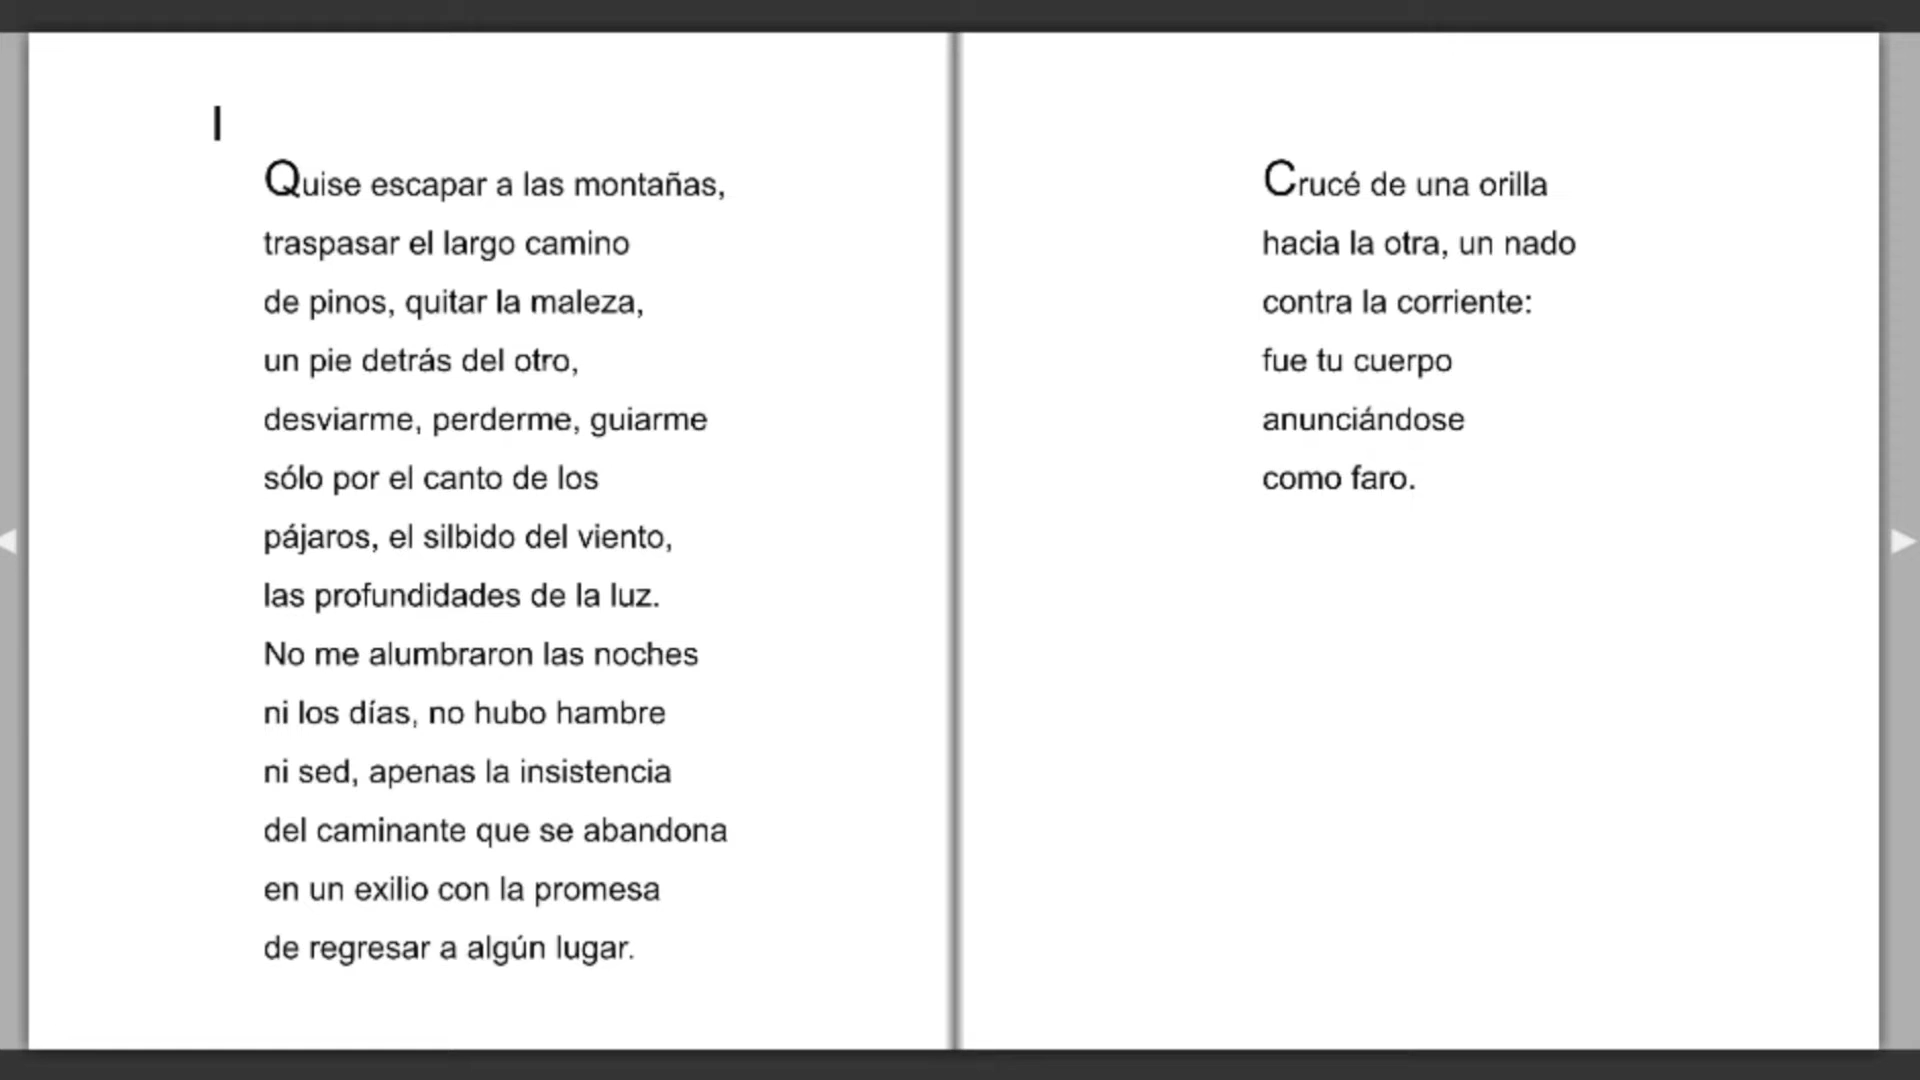 I
Quise escapar a las montañas,
traspasar el largo camino
de pinos, quitar la maleza,
un pie detrás del otro,
desviarme, perderme, guiarme
sólo por el canto de los
pájaros, el silbido del viento,
las profundidades de la luz.
No me alumbraron las noches
ni los días, no hubo hambre
ni sed, apenas la insistencia
del caminante que se abandona
en un exilio con la promesa
de regresar a algún lugar.
Crucé de una orilla
hacia la otra, un nado
contra la corriente:
fue tu cuerpo
anunciándose
como faro.